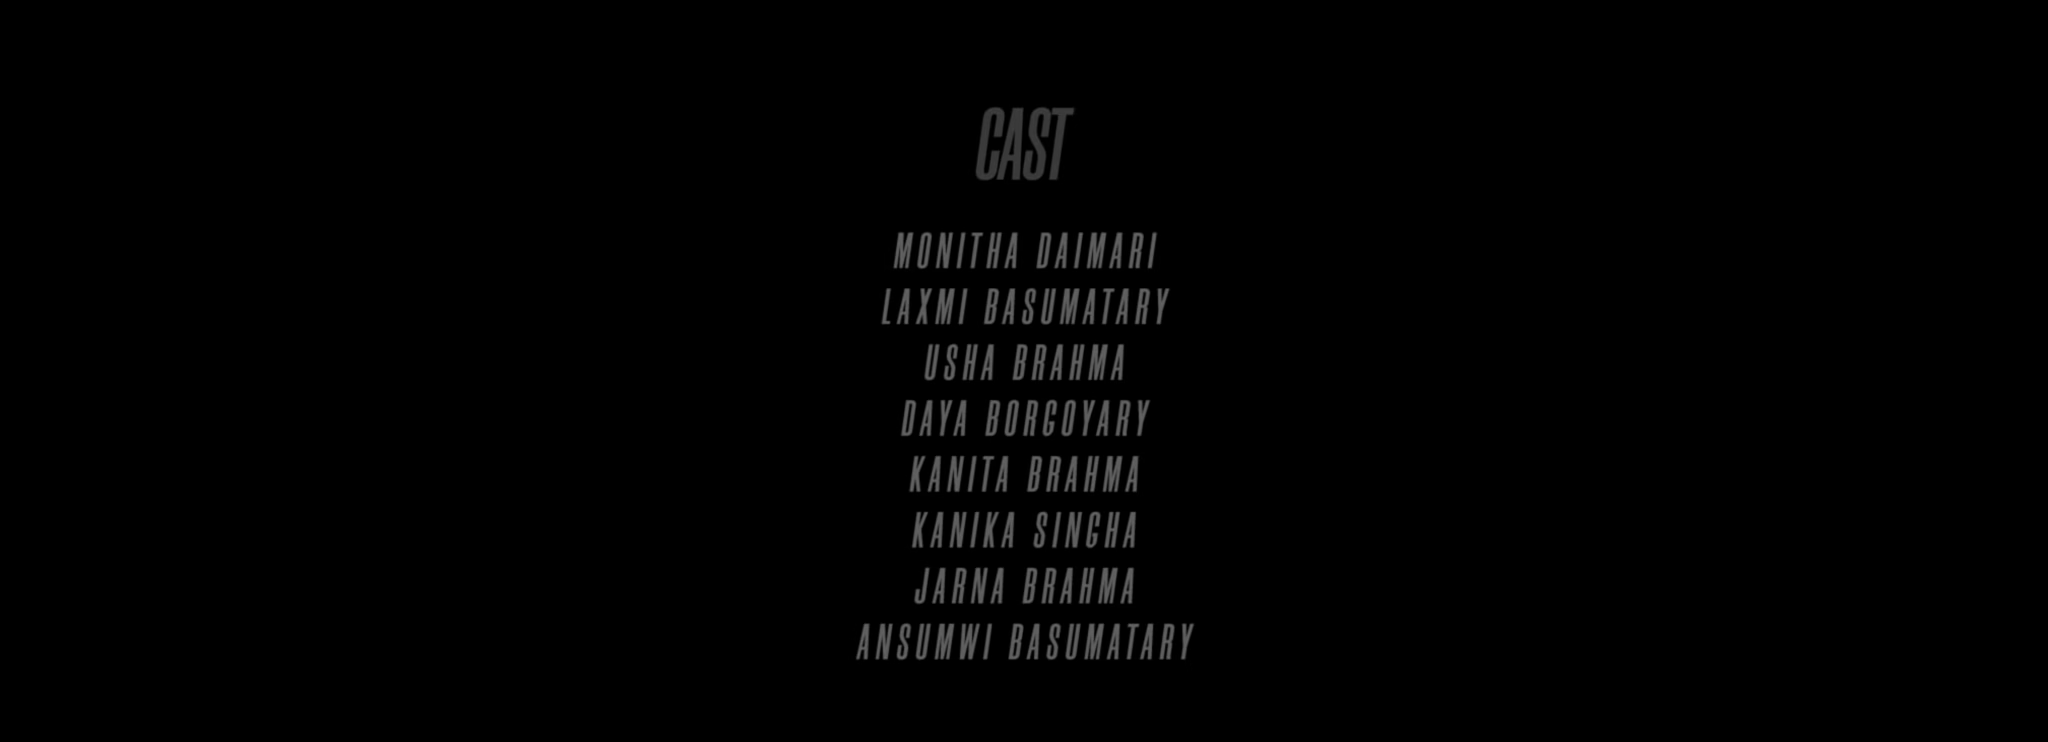 CAST
MONITHA DAIMARI
LAXMI BASUMATARY
USHA BRAHMA
DAYA BORGOYARY
KANITA BRAHMA
KANIKA SINGHA
JARNA BRAHMA
ANSUMWI BASUMATARY